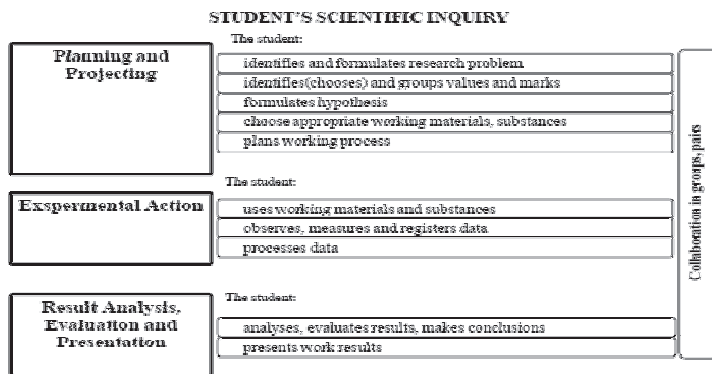 STUDENT'S SCIENTIFIC INQUIRY
Planning and
Projecting
The student:
identifies and formulates research problem
identifies(chooses) and groups values and marks
formulates hypothesis
choose appropriate working materials, substances
plans working process
Exspermental Action
The student:
uses working materials and substances
observes, measures and registers data
processes data
Result Analysis,
Evaluation and
Presentation
The student:
analyses, evaluates results, makes conclusions
presents work results
Collaboration in groups, pairs